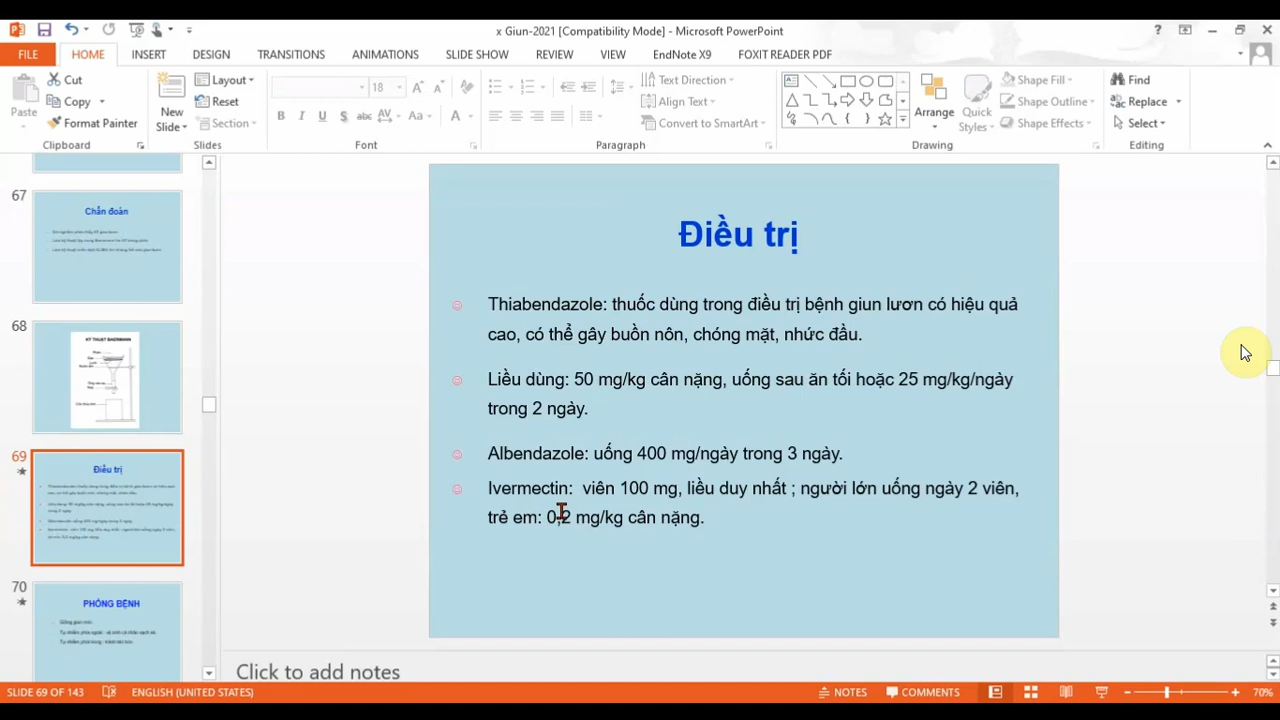 x Giun-2021 [Compatibility Mode] - Microsoft PowerPoint
FILE HOME INSERT DESIGN TRANSITIONS ANIMATIONS SLIDE SHOW REVIEW VIEW EndNote X9 FOXIT READER PDF
Paste
Cut
Copy
Format Painter
Clipboard
New
Slide
Layout
Reset
Section
Slides
18
B I U S abc AV Aa A
Font
Text Direction
Align Text
Convert to SmartArt
Paragraph
Arrange
Quick
Styles
Shape Fill
Shape Outline
Shape Effects
Drawing
Find
Replace
Select
Editing
67
Chẩn đoán
68
KỸ THUẬT BAERMANN
69
Điều trị
70
PHÒNG BỆNH
Điều trị
Thiabendazole: thuốc dùng trong điều trị bệnh giun lươn có hiệu quả
cao, có thể gây buồn nôn, chóng mặt, nhức đầu.
Liều dùng: 50 mg/kg cân nặng, uống sau ăn tối hoặc 25 mg/kg/ngày
trong 2 ngày.
Albendazole: uống 400 mg/ngày trong 3 ngày.
Ivermectin: viên 100 mg, liều duy nhất ; người lớn uống ngày 2 viên,
trẻ em: 0,2 mg/kg cân nặng.
Click to add notes
SLIDE 69 OF 143 ENGLISH (UNITED STATES) NOTES COMMENTS 70%